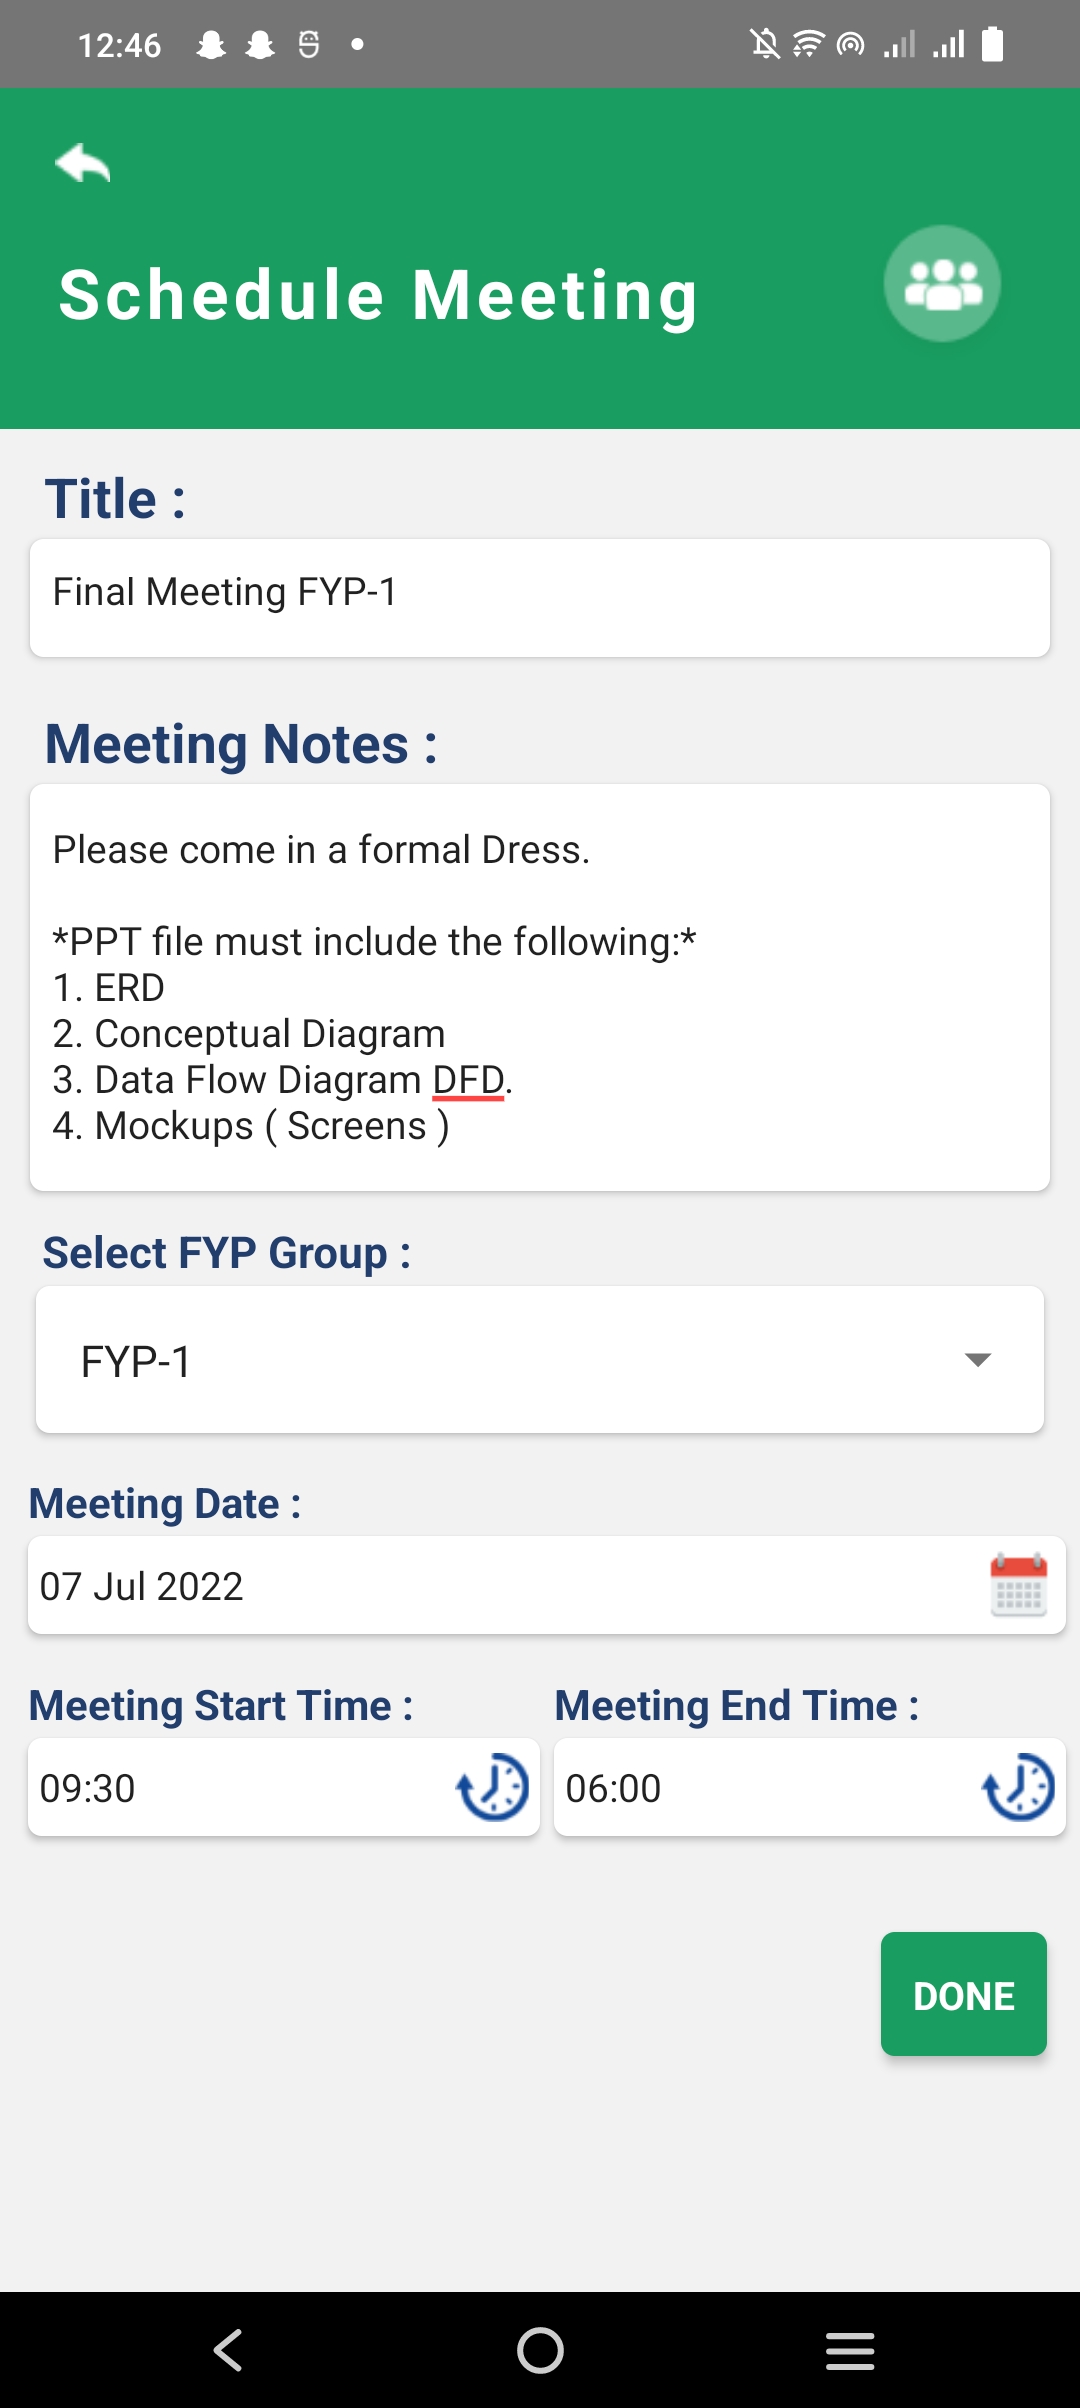 12:46
Schedule Meeting
Title :
Final Meeting FYP-1
Meeting Notes :
Please come in a formal Dress.
*PPT file must include the following:*
1. ERD
2. Conceptual Diagram
3. Data Flow Diagram DFD.
4. Mockups ( Screens )
Select FYP Group :
FYP-1
Meeting Date :
07 Jul 2022
Meeting Start Time : Meeting End Time :
09:30 06:00
DONE